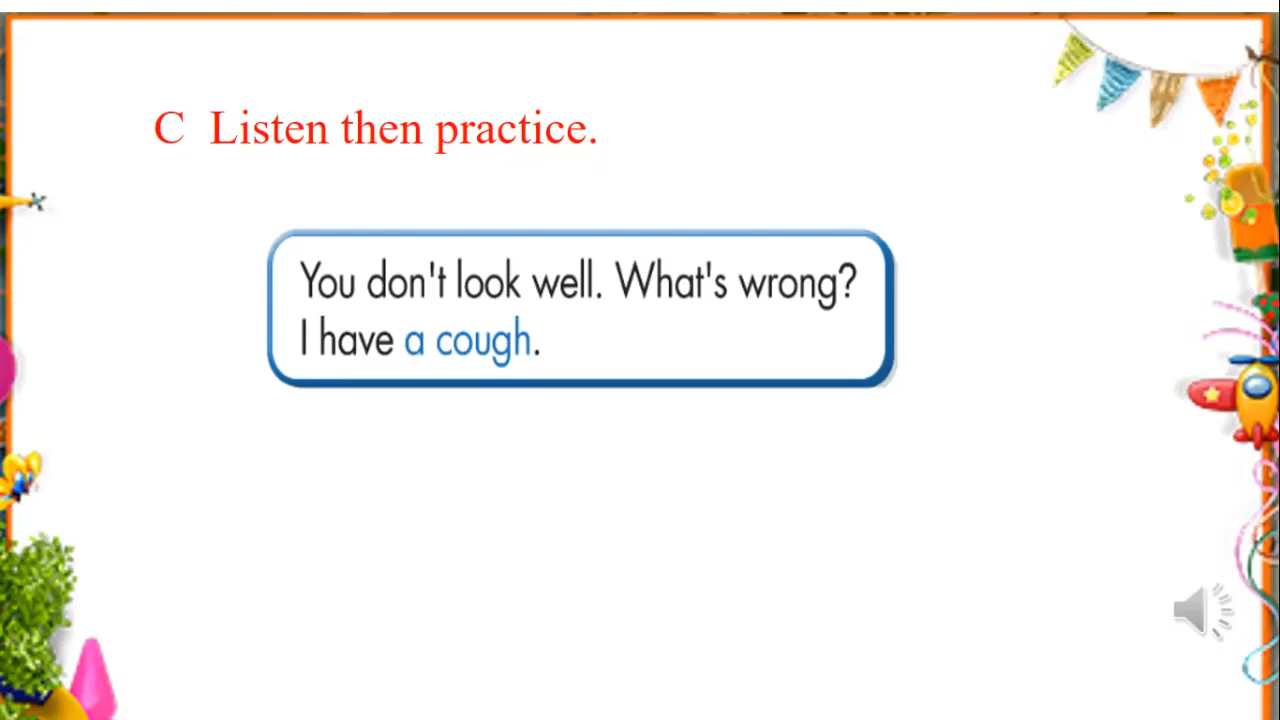 C Listen then practice.
You don't look well. What's wrong?
I have a cough.